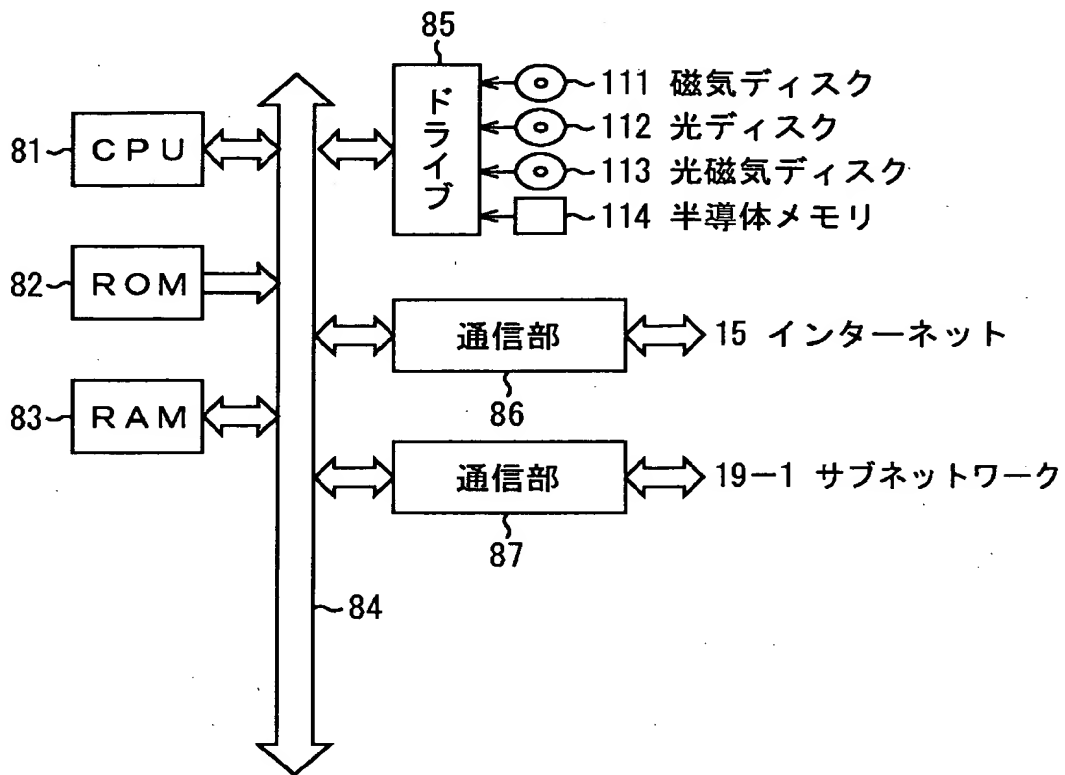 85
ドライブ
111 磁気ディスク
112 光ディスク
113 光磁気ディスク
114 半導体メモリ
81
CPU
82
ROM
83
RAM
通信部
86
15 インターネット
通信部
87
19-1 サブネットワーク
84